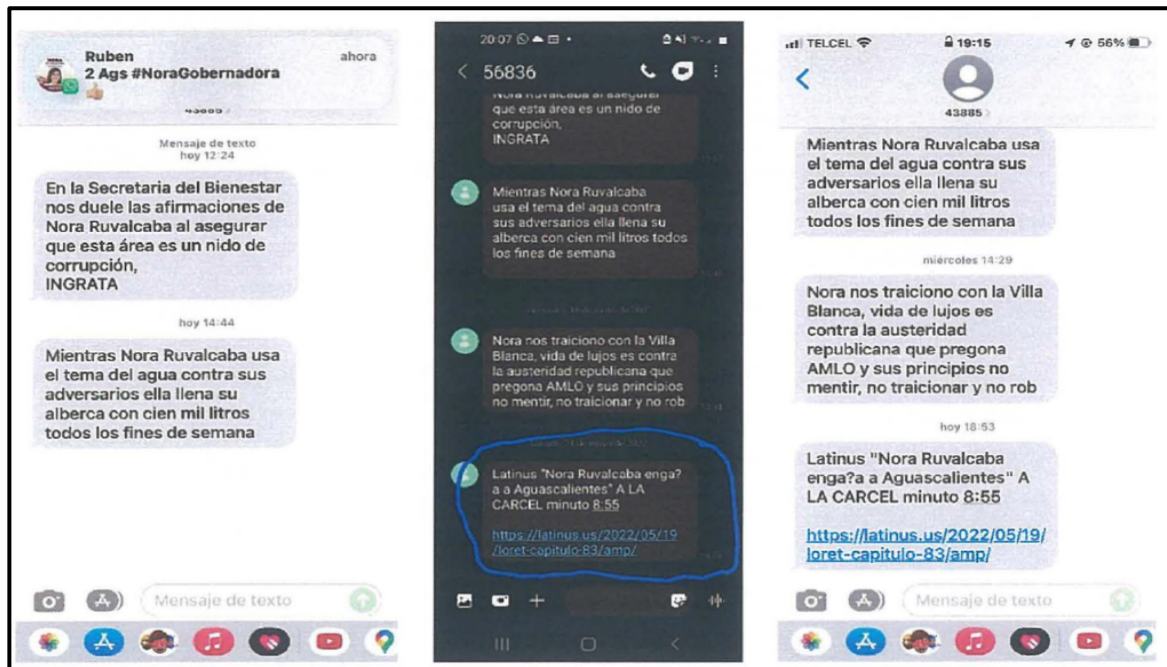 Ruben
ahora
2 Ags #NoraGobernadora
👍
43885 >
Mensaje de texto
hoy 12:24
En la Secretaria del Bienestar
nos duele las afirmaciones de
Nora Ruvalcaba al asegurar
que esta área es un nido de
corrupción,
INGRATA
hoy 14:44
Mientras Nora Ruvalcaba usa
el tema del agua contra sus
adversarios ella llena su
alberca con cien mil litros
todos los fines de semana
Mensaje de texto
20:07
56836
Nora Ruvalcaba al asegurar
que esta área es un nido de
corrupción,
INGRATA
Mientras Nora Ruvalcaba
usa el tema del agua contra
sus adversarios ella llena su
alberca con cien mil litros todos
los fines de semana
Nora nos traiciono con la Villa
Blanca, vida de lujos es contra
la austeridad republicana que
pregona AMLO y sus principios
no mentir, no traicionar y no rob
Latinus "Nora Ruvalcaba enga?
a a Aguascalientes" A LA
CARCEL minuto 8:55
https://latinus.us/2022/05/19
/loret-capitulo-83/amp/
TELCEL
19:15
56%
43885 >
Mientras Nora Ruvalcaba usa
el tema del agua contra sus
adversarios ella llena su
alberca con cien mil litros
todos los fines de semana
miércoles 14:29
Nora nos traiciono con la Villa
Blanca, vida de lujos es
contra la austeridad
republicana que pregona
AMLO y sus principios no
mentir, no traicionar y no rob
hoy 18:53
Latinus "Nora Ruvalcaba
enga?a a Aguascalientes" A
LA CARCEL minuto 8:55
https://latinus.us/2022/05/19/
loret-capitulo-83/amp/
Mensaje de texto